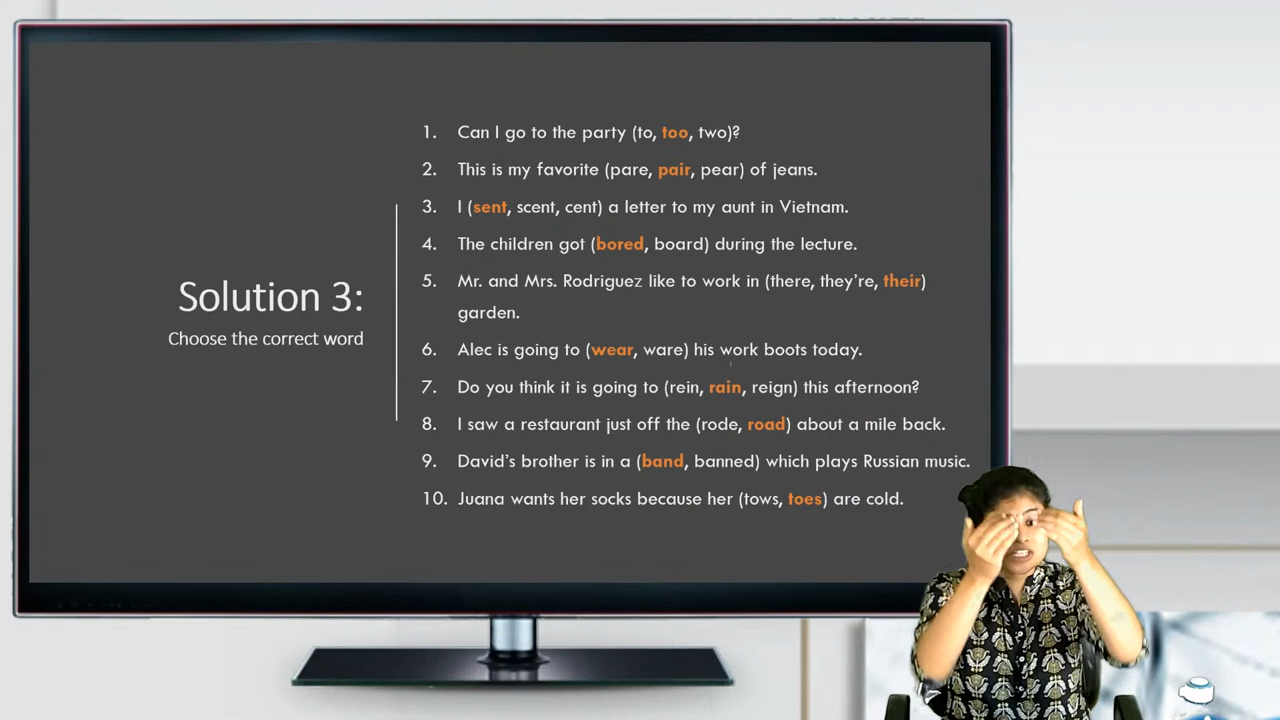 Solution 3:
Choose the correct word
1. Can I go to the party (to, too, two)?
2. This is my favorite (pare, pair, pear) of jeans.
3. I (sent, scent, cent) a letter to my aunt in Vietnam.
4. The children got (bored, board) during the lecture.
5. Mr. and Mrs. Rodriguez like to work in (there, they’re, their)
garden.
6. Alec is going to (wear, ware) his work boots today.
7. Do you think it is going to (rein, rain, reign) this afternoon?
8. I saw a restaurant just off the (rode, road) about a mile back.
9. David’s brother is in a (band, banned) which plays Russian music.
10. Juana wants her socks because her (tows, toes) are cold.